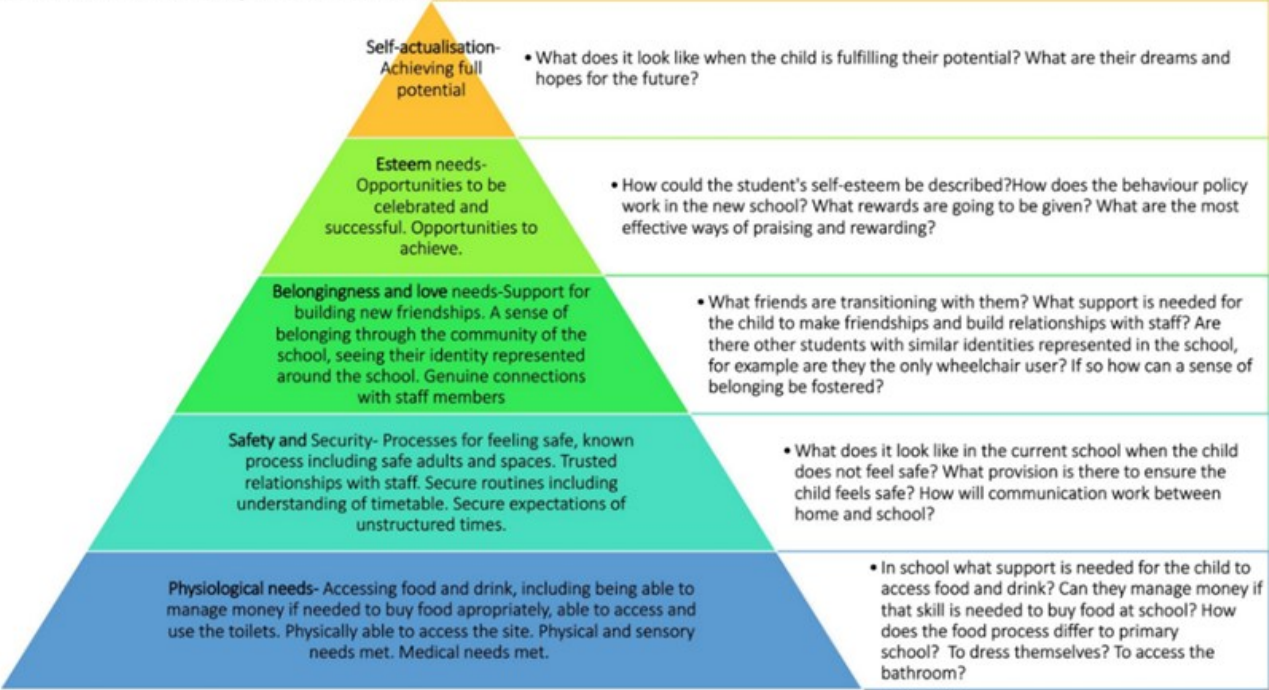 Self-actualisation-
Achieving full
potential
• What does it look like when the child is fulfilling their potential? What are their dreams and
hopes for the future?
Esteem needs-
Opportunities to be
celebrated and
successful. Opportunities to
achieve.
• How could the student's self-esteem be described?How does the behaviour policy
work in the new school? What rewards are going to be given? What are the most
effective ways of praising and rewarding?
Belongingness and love needs-Support for
building new friendships. A sense of
belonging through the community of the
school, seeing their identity represented
around the school. Genuine connections
with staff members
• What friends are transitioning with them? What support is needed for
the child to make friendships and build relationships with staff? Are
there other students with similar identities represented in the school,
for example are they the only wheelchair user? If so how can a sense of
belonging be fostered?
Safety and Security- Processes for feeling safe, known
process including safe adults and spaces. Trusted
relationships with staff. Secure routines including
understanding of timetable. Secure expectations of
unstructured times.
• What does it look like in the current school when the child
does not feel safe? What provision is there to ensure the
child feels safe? How will communication work between
home and school?
Physiological needs- Accessing food and drink, including being able to
manage money if needed to buy food apropriately, able to access and
use the toilets. Physically able to access the site. Physical and sensory
needs met. Medical needs met.
• In school what support is needed for the child to
access food and drink? Can they manage money if
that skill is needed to buy food at school? How
does the food process differ to primary
school? To dress themselves? To access the
bathroom?